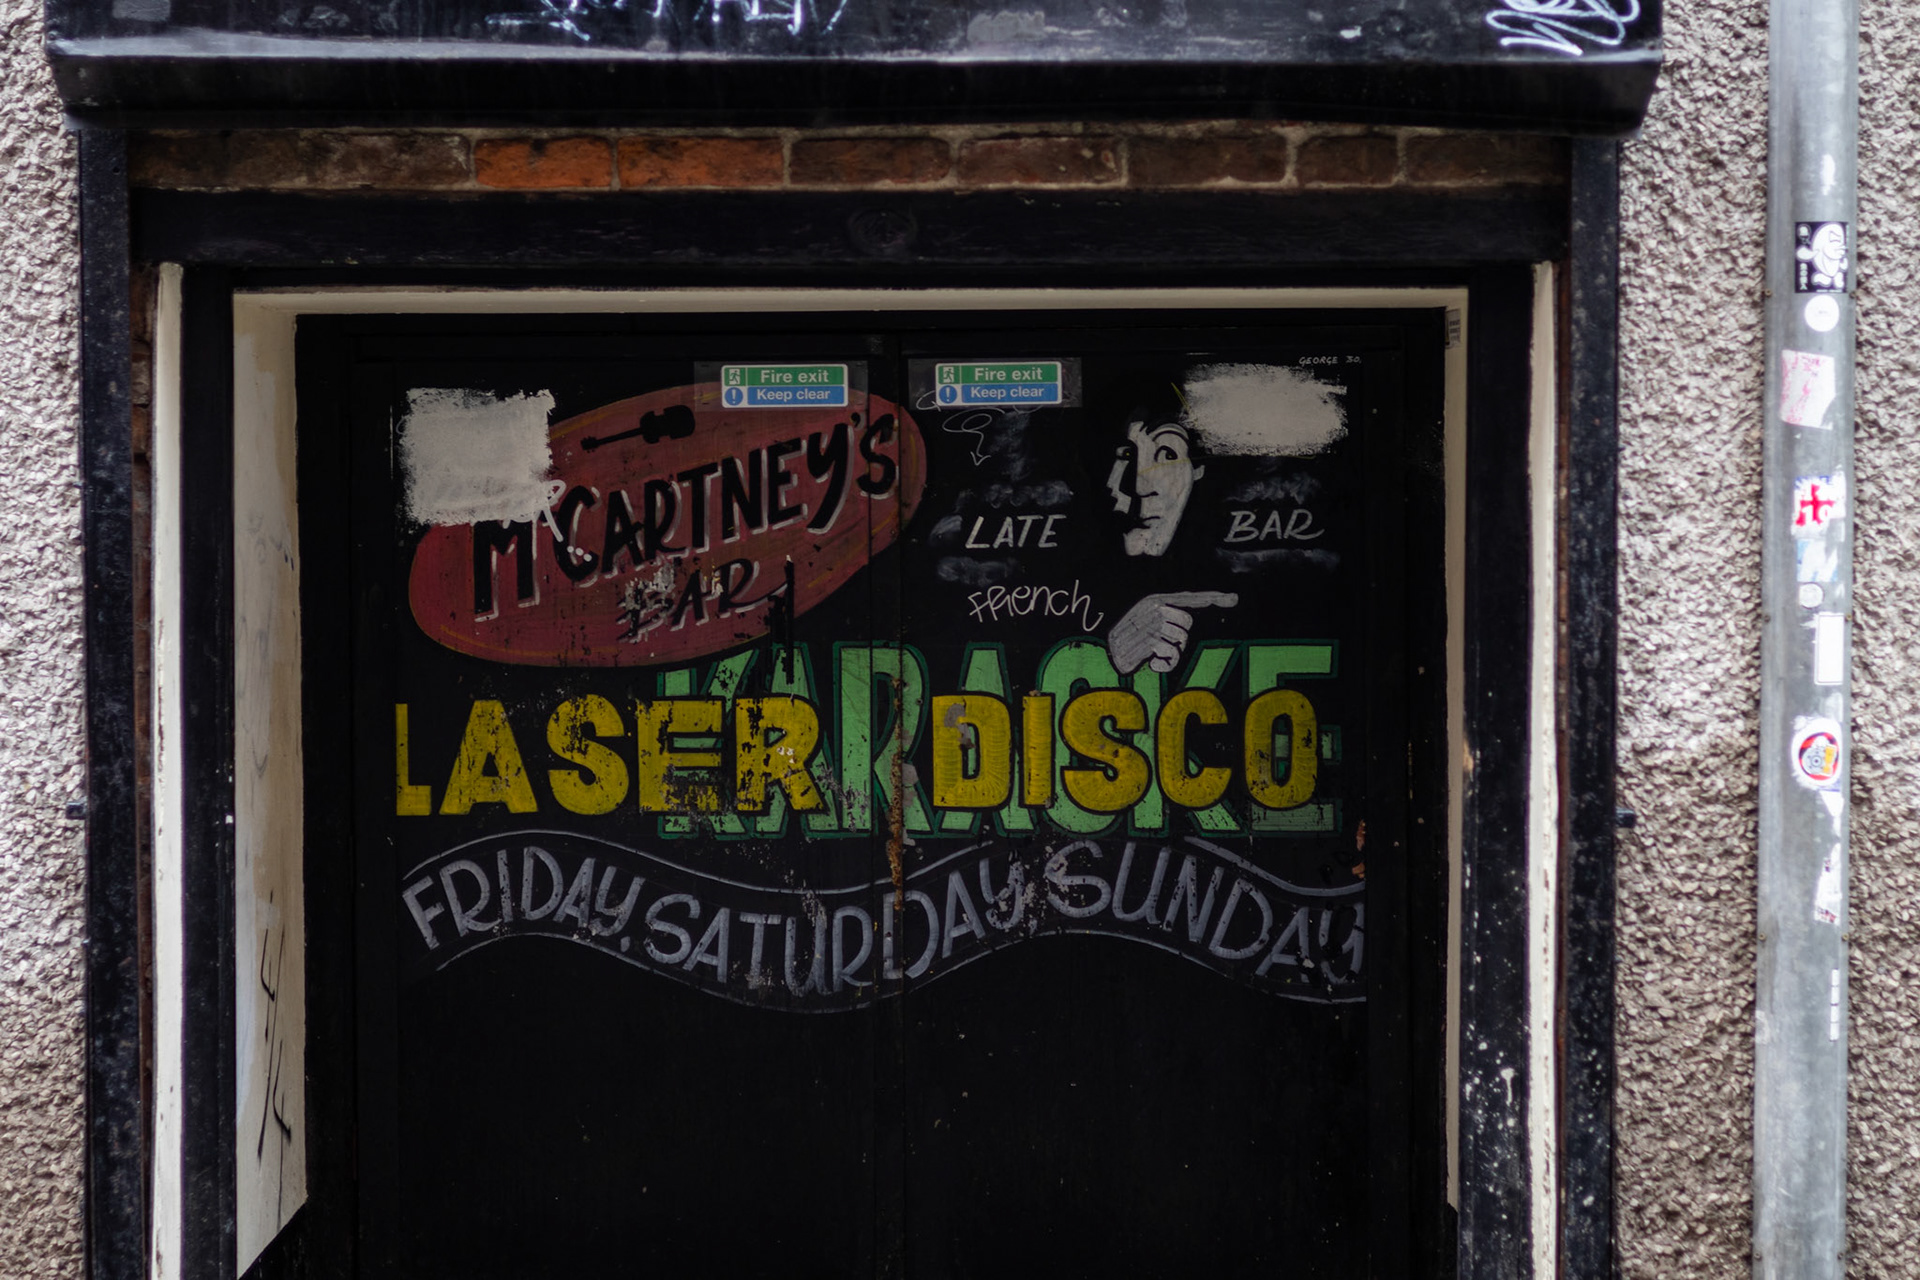 GEORGE 30.
Fire exit
Keep clear
Fire exit
Keep clear
McCARTNEY'S
BAR
LATE
BAR
French
KARAOKE
LASER DISCO
FRIDAY, SATURDAY, SUNDAY